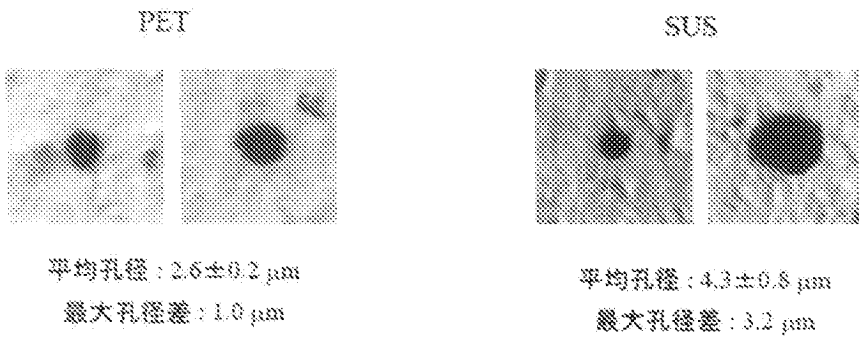 PET
SUS
平均孔径 : 2.6±0.2 μm
最大孔径差 : 1.0 μm
平均孔径 : 4.3±0.8 μm
最大孔径差 : 3.2 μm